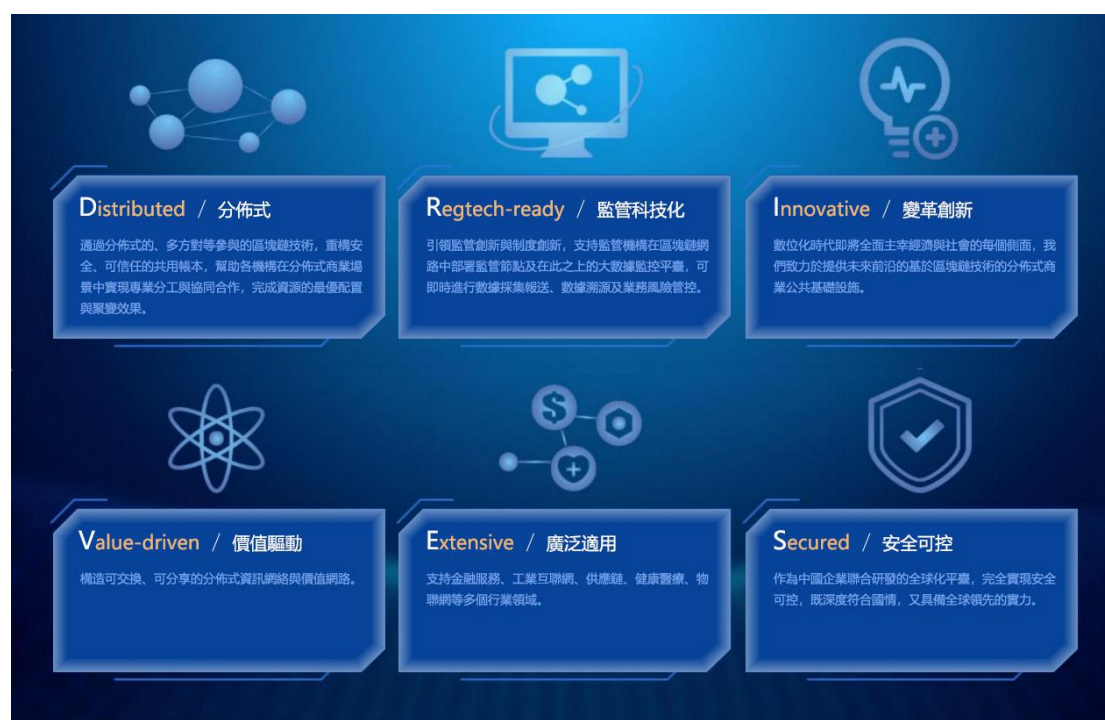 Distributed / 分佈式
通過分佈式的、多方對等參與的區塊鏈技術，重構安
全、可信任的共用帳本，幫助各機構在分佈式商業場
景中實現專業分工與協同合作，完成資源的最優配置
與聚變效果。
Regtech-ready / 監管科技化
引領監管創新與制度創新，支持監管機構在區塊鏈網
路中部署監管節點及在此之上的大數據監控平臺，可
即時進行數據採集報送、數據溯源及業務風險管控。
Innovative / 變革創新
數位化時代即將全面主宰經濟與社會的每個側面，我
們致力於提供未來前沿的基於區塊鏈技術的分佈式商
業公共基礎設施。
Value-driven / 價值驅動
構造可交換、可分享的分佈式資訊網絡與價值網路。
Extensive / 廣泛適用
支持金融服務、工業互聯網、供應鏈、健康醫療、物
聯網等多個行業領域。
Secured / 安全可控
作為中國企業聯合研發的全球化平臺，完全實現安全
可控，既深度符合國情，又具備全球領先的實力。